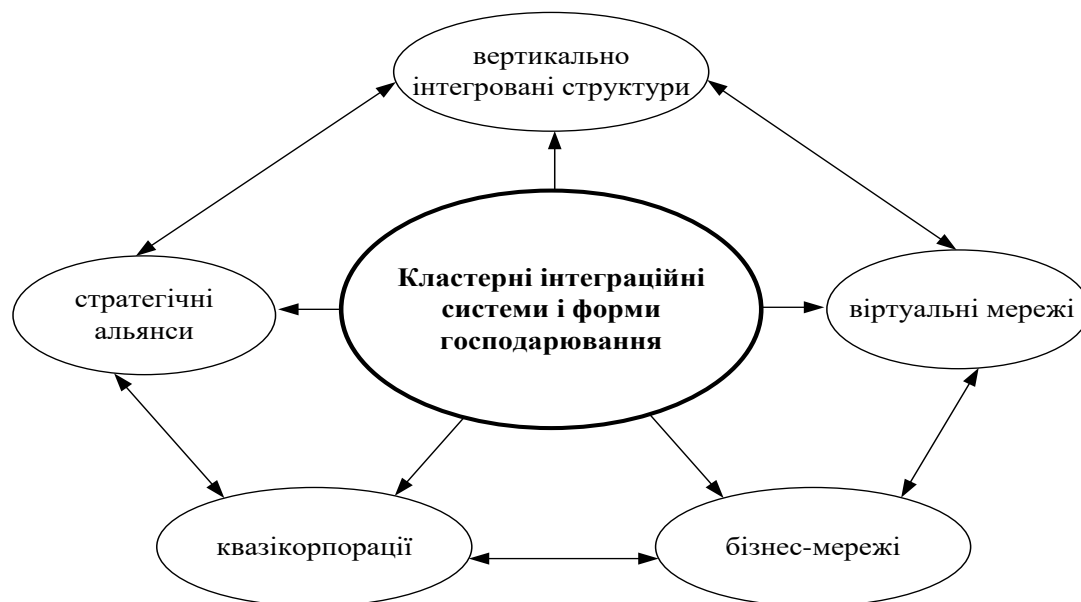 вертикально
інтегровані структури
Кластерні інтеграційні
системи і форми
господарювання
стратегічні
альянси
віртуальні мережі
квазікорпорації
бізнес-мережі